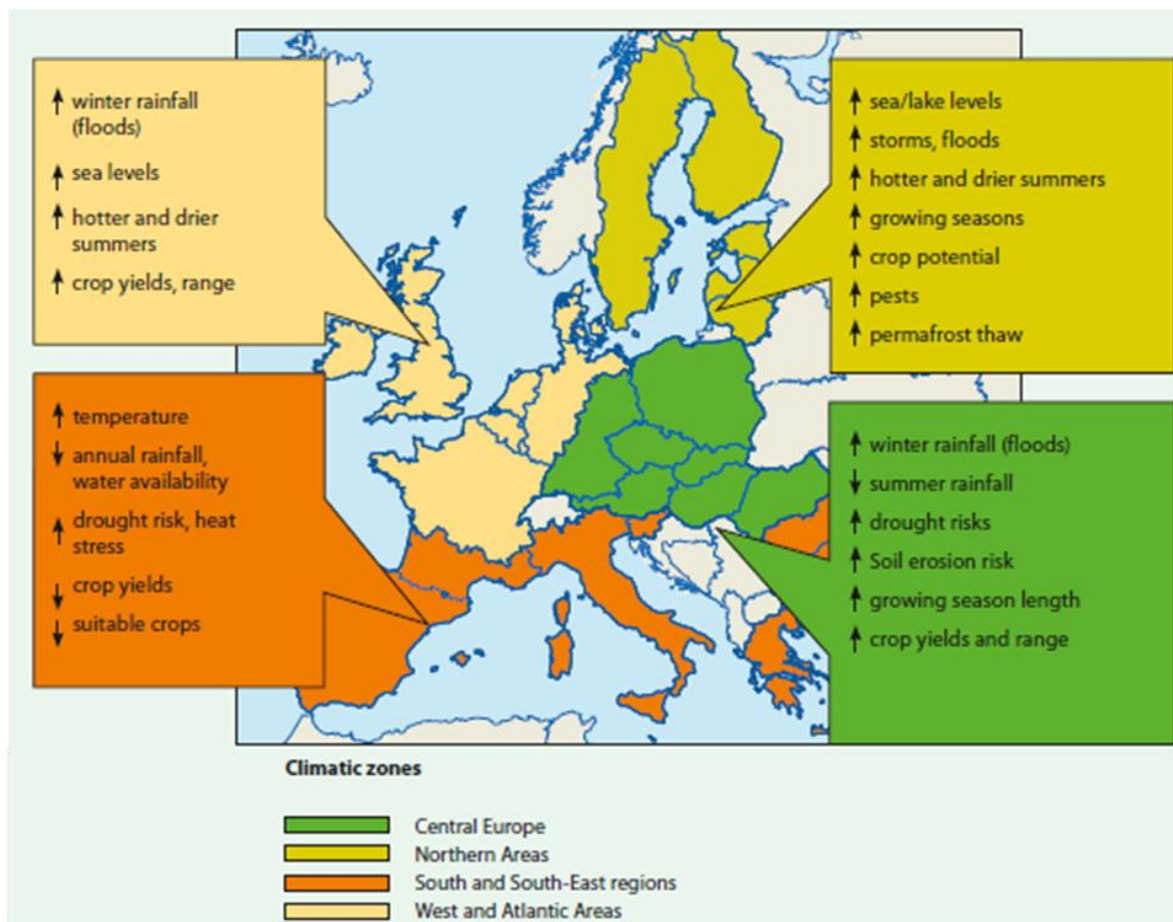 ↑ winter rainfall
(floods)
↑ sea levels
↑ hotter and drier
summers
↑ crop yields, range
↑ sea/lake levels
↑ storms, floods
↑ hotter and drier summers
↑ growing seasons
↑ crop potential
↑ pests
↑ permafrost thaw
↑ temperature
↓ annual rainfall,
water availability
↑ drought risk, heat
stress
↓ crop yields
↓ suitable crops
↑ winter rainfall (floods)
↓ summer rainfall
↑ drought risks
↑ Soil erosion risk
↑ growing season length
↑ crop yields and range
Climatic zones
Central Europe
Northern Areas
South and South-East regions
West and Atlantic Areas